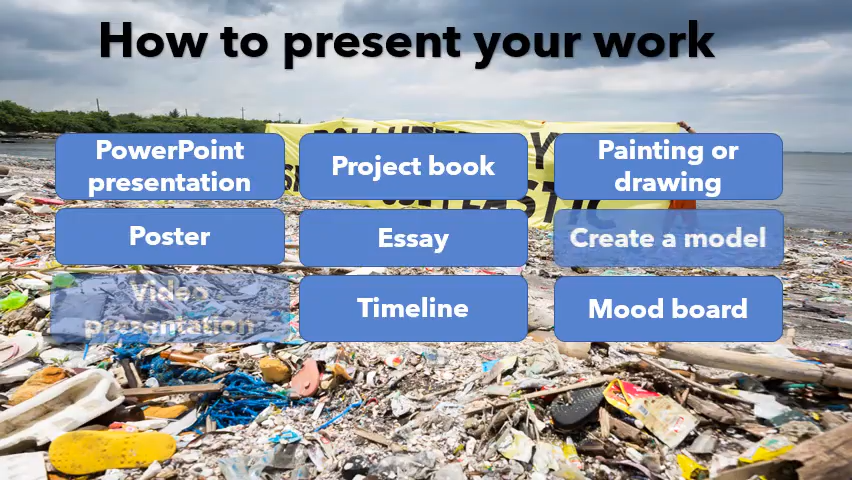 How to present your work
PowerPoint
presentation
Project book
Painting or
drawing
Poster
Essay
Create a model
Video
presentation
Timeline
Mood board